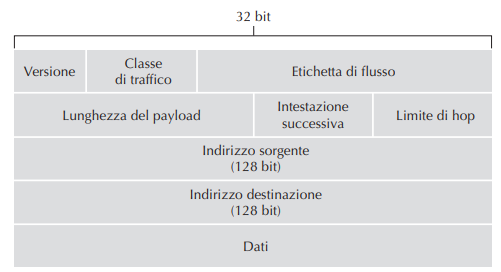 32 bit
Versione
Classe
di traffico
Etichetta di flusso
Lunghezza del payload
Intestazione
successiva
Limite di hop
Indirizzo sorgente
(128 bit)
Indirizzo destinazione
(128 bit)
Dati